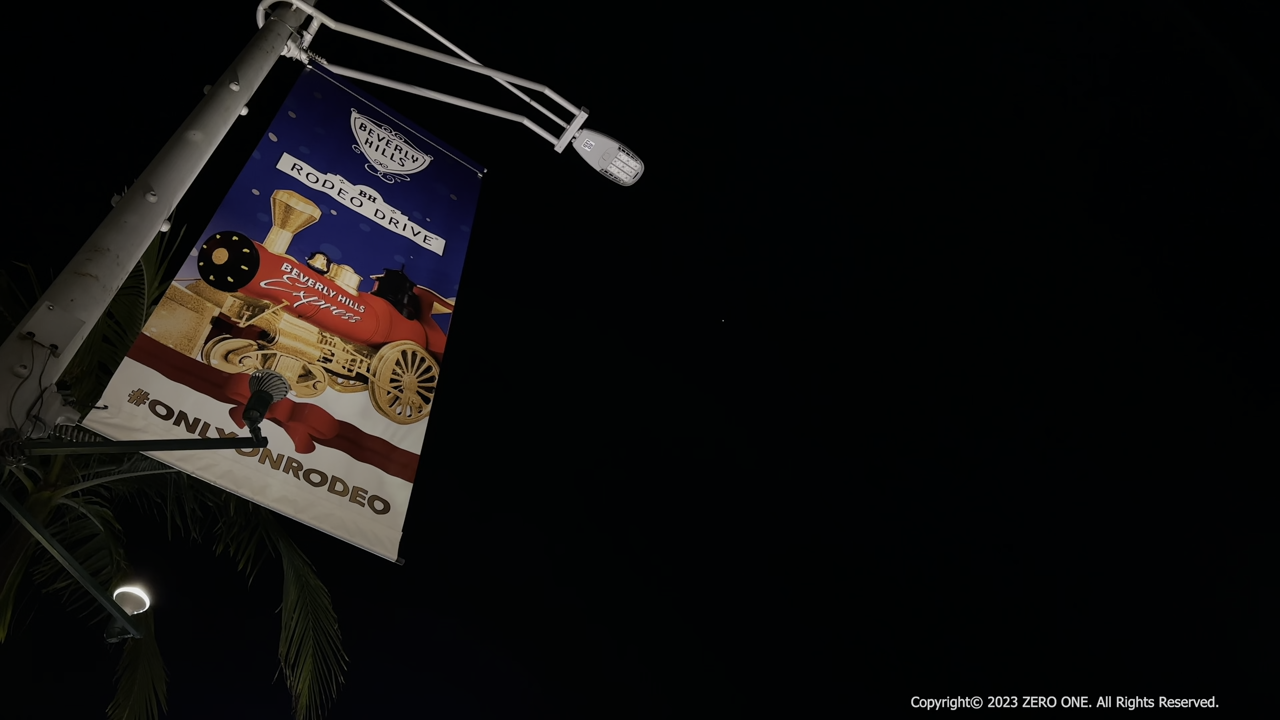 BEVERLY
HILLS
BH
RODEO DRIVE
BEVERLY HILLS
Express
#ONLYONRODEO
Copyright© 2023 ZERO ONE. All Rights Reserved.